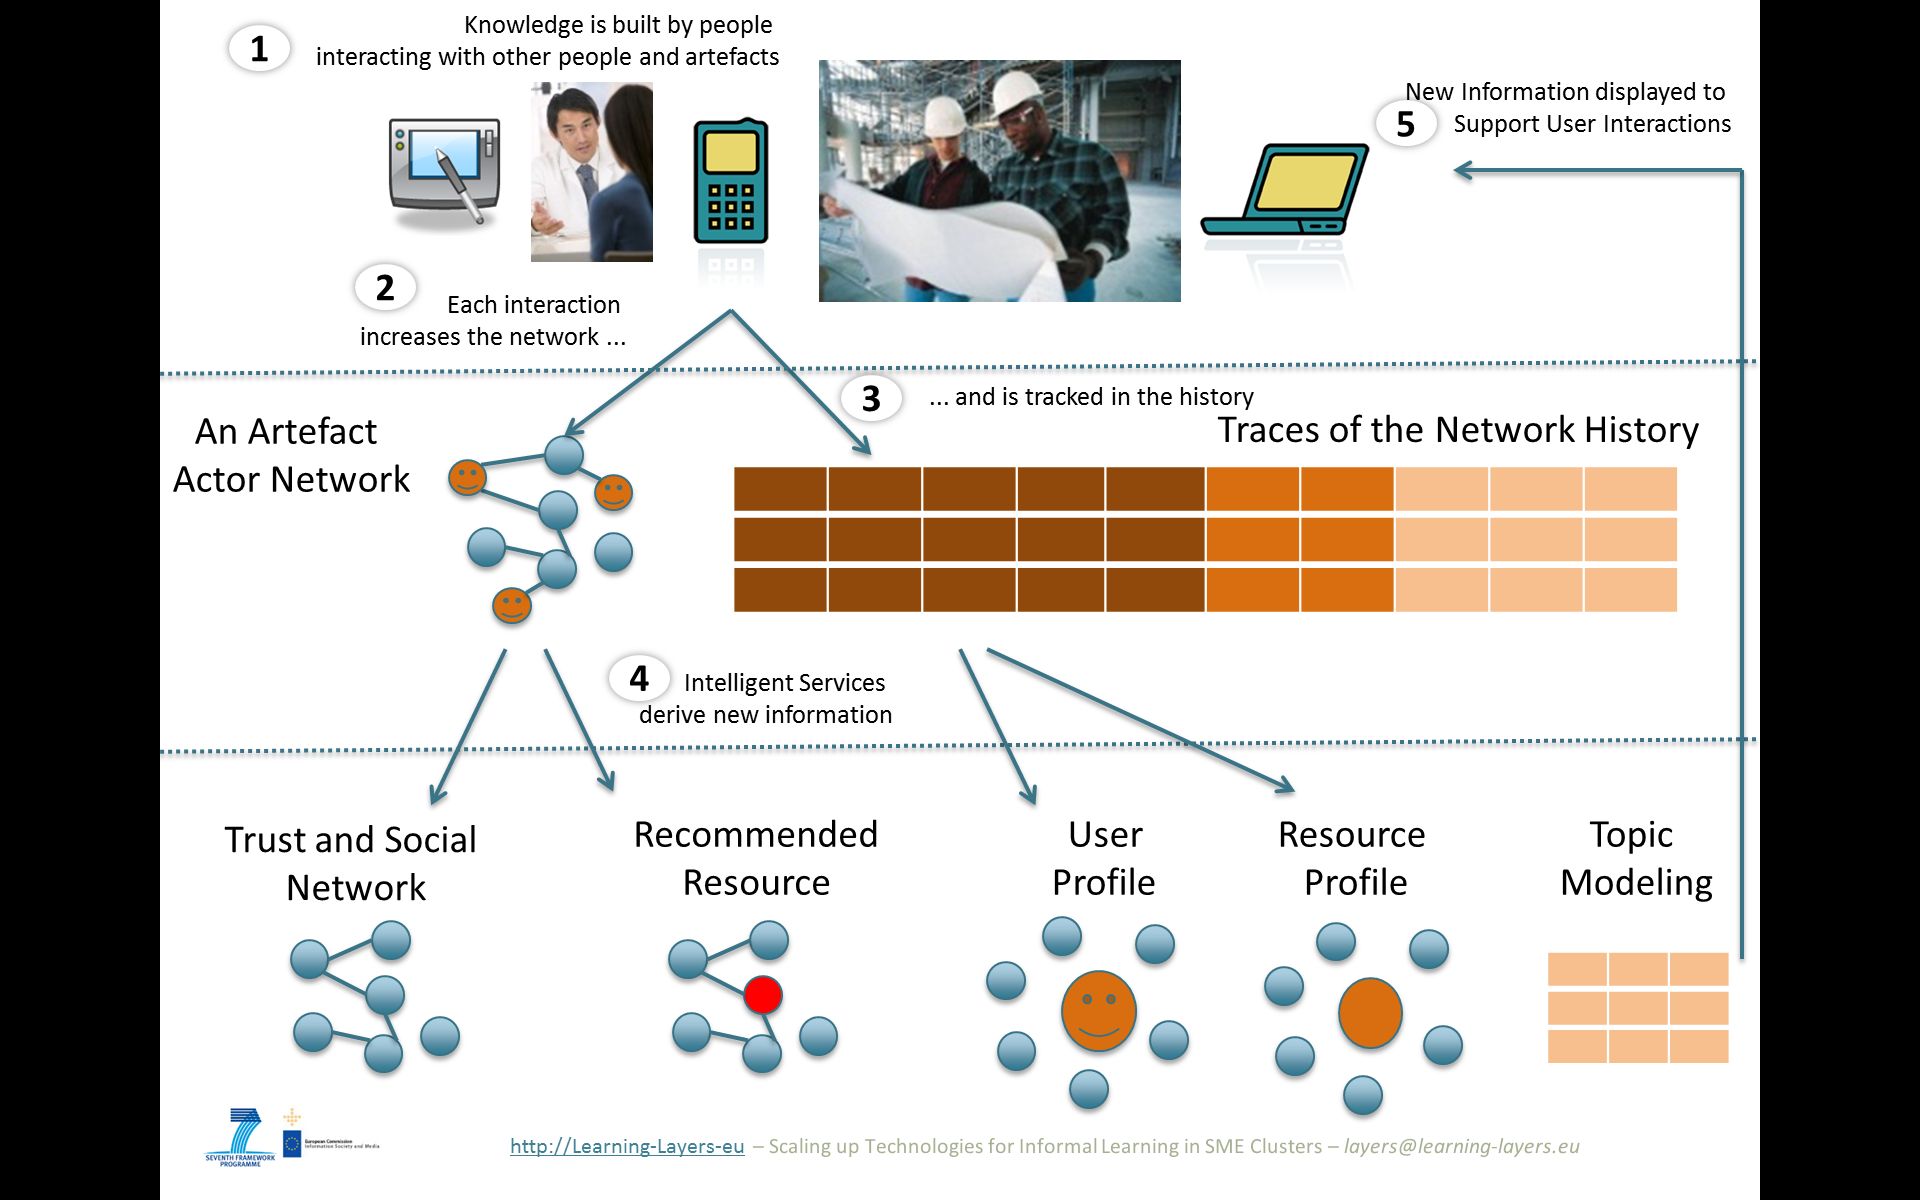 1
Knowledge is built by people
interacting with other people and artefacts
New Information displayed to
5
Support User Interactions
2
Each interaction
increases the network ...
3
... and is tracked in the history
An Artefact
Actor Network
Traces of the Network History
4
Intelligent Services
derive new information
Trust and Social
Network
Recommended
Resource
User
Profile
Resource
Profile
Topic
Modeling
7
SEVENTH FRAMEWORK
PROGRAMME
European Commission
Information Society and Media
http://Learning-Layers-eu – Scaling up Technologies for Informal Learning in SME Clusters – layers@learning-layers.eu